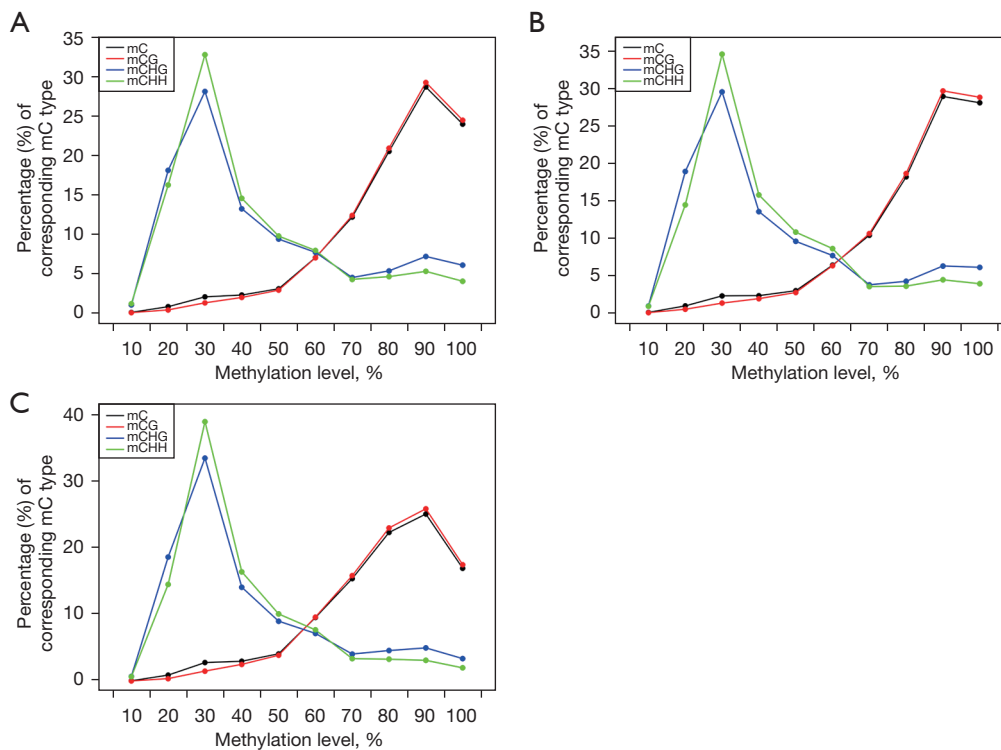 A
Percentage (%) of
corresponding mC type
35
30
25
20
15
10
5
0
mC
mCG
mCHG
mCHH
10 20 30 40 50 60 70 80 90 100
Methylation level, %
B
Percentage (%) of
corresponding mC type
35
30
25
20
15
10
5
0
mC
mCG
mCHG
mCHH
10 20 30 40 50 60 70 80 90 100
Methylation level, %
C
Percentage (%) of
corresponding mC type
40
30
20
10
0
mC
mCG
mCHG
mCHH
10 20 30 40 50 60 70 80 90 100
Methylation level, %